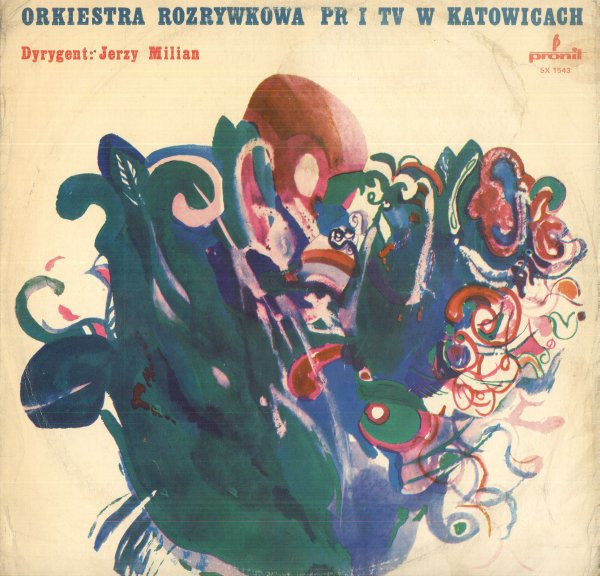 ORKIESTRA ROZRYWKOWA PR I TV W KATOWICACH
Dyrygent: Jerzy Milian
pronit
SX 1543